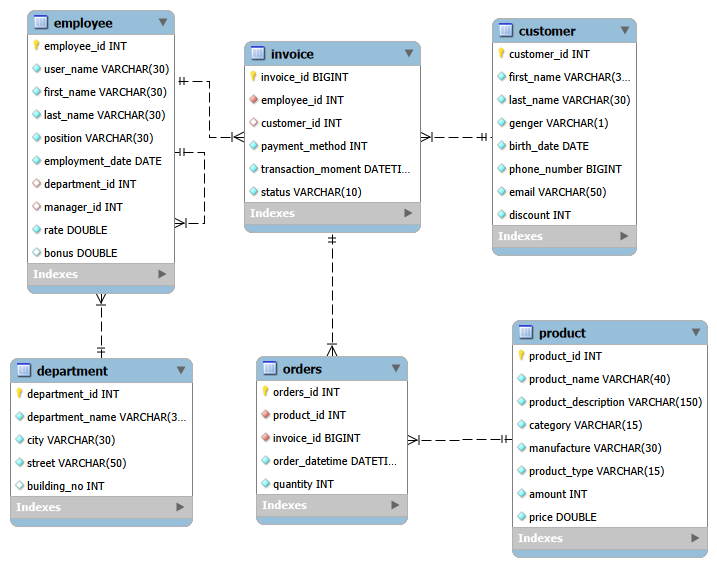 employee
employee_id INT
user_name VARCHAR(30)
first_name VARCHAR(30)
last_name VARCHAR(30)
position VARCHAR(30)
employment_date DATE
department_id INT
manager_id INT
rate DOUBLE
bonus DOUBLE
Indexes
invoice
invoice_id BIGINT
employee_id INT
customer_id INT
payment_method INT
transaction_moment DATETI...
status VARCHAR(10)
Indexes
customer
customer_id INT
first_name VARCHAR(3...
last_name VARCHAR(30)
genger VARCHAR(1)
birth_date DATE
phone_number BIGINT
email VARCHAR(50)
discount INT
Indexes
department
department_id INT
department_name VARCHAR(3...
city VARCHAR(30)
street VARCHAR(50)
building_no INT
Indexes
orders
orders_id INT
product_id INT
invoice_id BIGINT
order_datetime DATETI...
quantity INT
Indexes
product
product_id INT
product_name VARCHAR(40)
product_description VARCHAR(150)
category VARCHAR(15)
manufacture VARCHAR(30)
product_type VARCHAR(15)
amount INT
price DOUBLE
Indexes